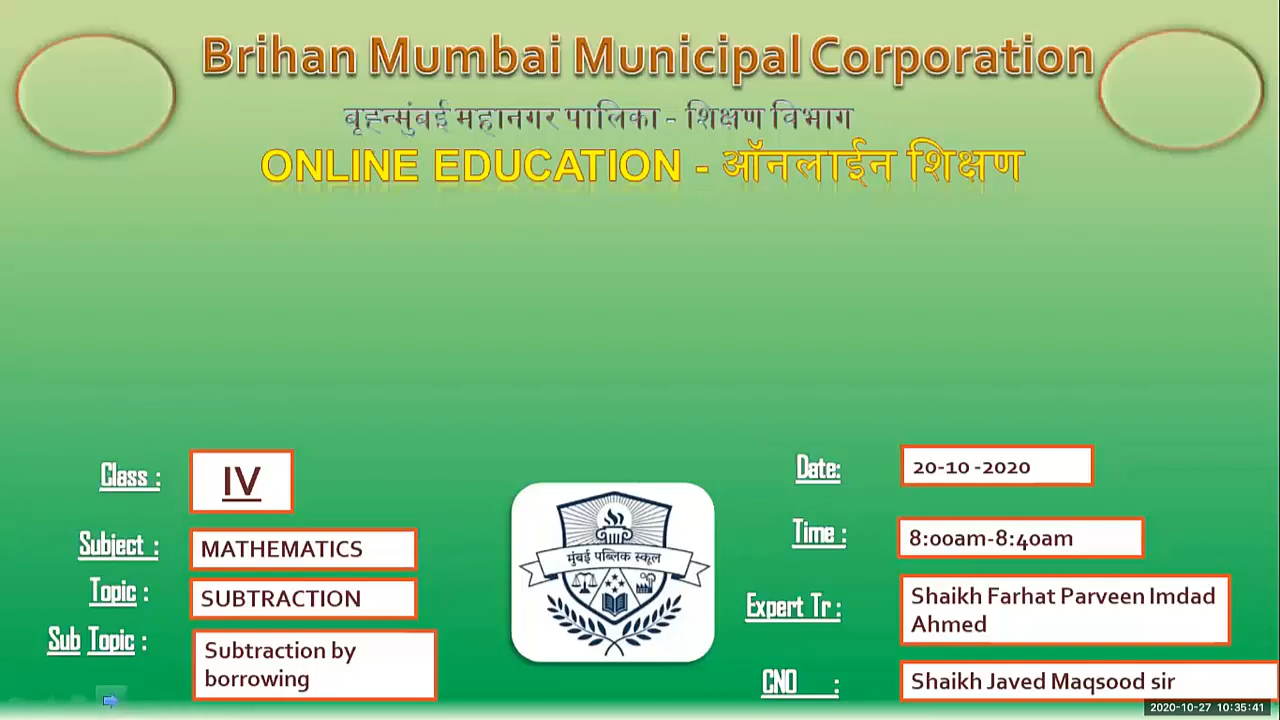 Brihan Mumbai Municipal Corporation
बृहन्मुंबई महानगर पालिका - शिक्षण विभाग
ONLINE EDUCATION - ऑनलाईन शिक्षण
Class : IV
Subject : MATHEMATICS
Topic : SUBTRACTION
Sub Topic : Subtraction by
borrowing
मुंबई पब्लिक स्कूल
Date: 20-10 -2020
Time : 8:00am-8:40am
Expert Tr : Shaikh Farhat Parveen Imdad
Ahmed
CNO : Shaikh Javed Maqsood sir
2020-10-27 10:35:41